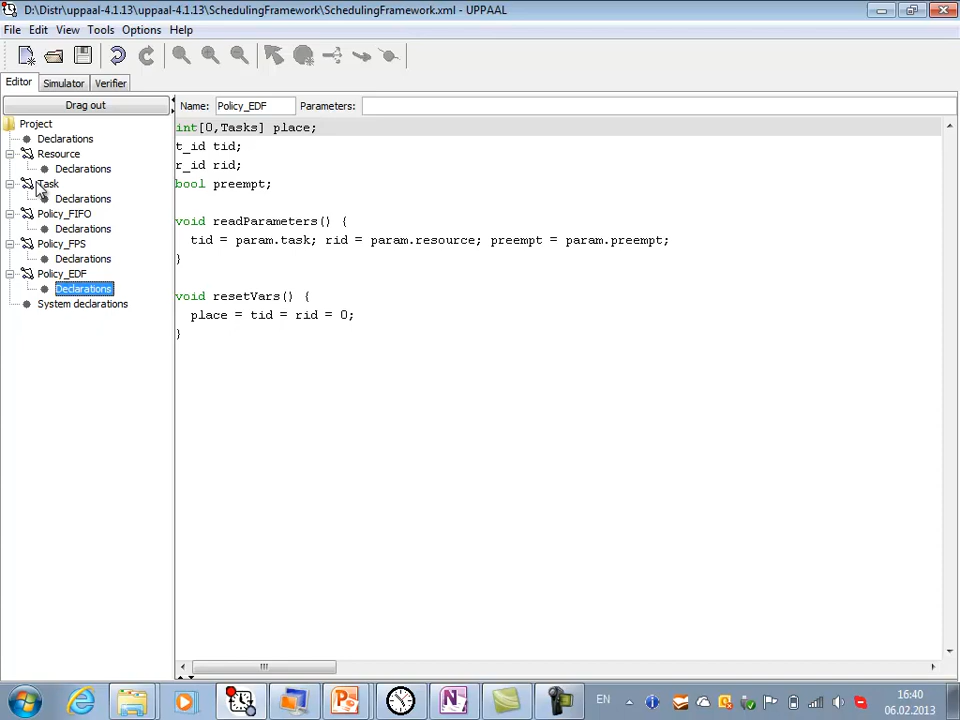 D:\Distr\uppaal-4.1.13\uppaal-4.1.13\SchedulingFramework\SchedulingFramework.xml - UPPAAL
File Edit View Tools Options Help
Editor Simulator Verifier
Drag out
Name: Policy_EDF Parameters:
Project
Declarations
Resource
Declarations
Task
Declarations
Policy_FIFO
Declarations
Policy_FPS
Declarations
Policy_EDF
Declarations
System declarations
int[0,Tasks] place;
t_id tid;
r_id rid;
bool preempt;
void readParameters() {
tid = param.task; rid = param.resource; preempt = param.preempt;
}
void resetVars() {
place = tid = rid = 0;
}
EN
16:40
06.02.2013